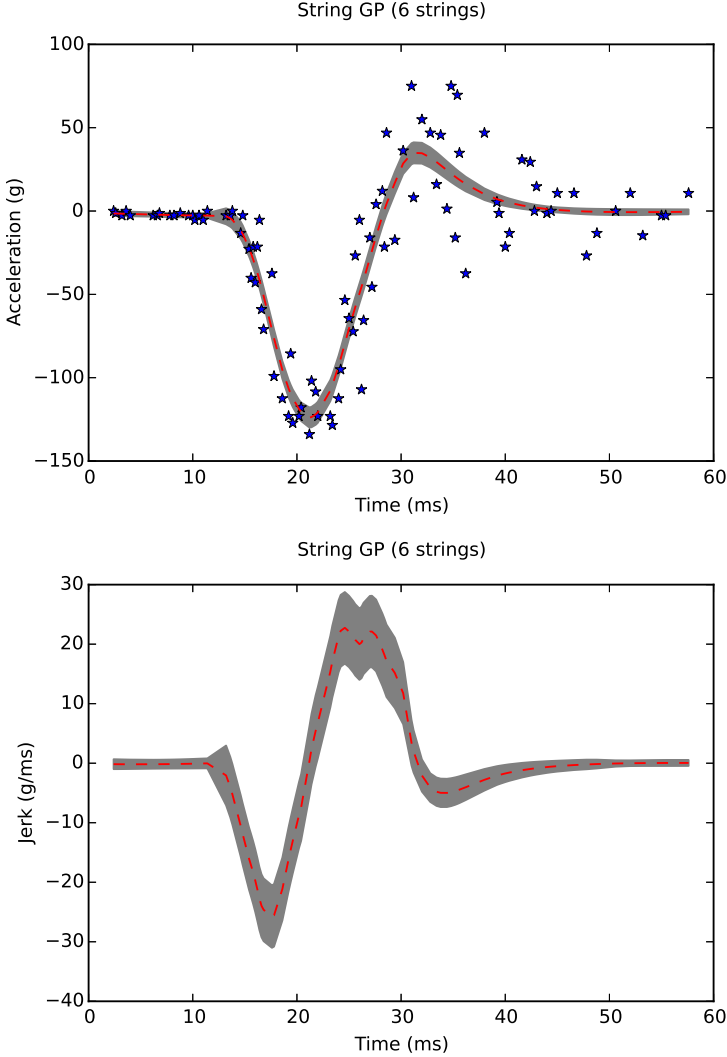 String GP (6 strings)
100
50
0
−50
−100
−150
Acceleration (g)
0 10 20 30 40 50 60
Time (ms)
String GP (6 strings)
30
20
10
0
−10
−20
−30
−40
Jerk (g/ms)
0 10 20 30 40 50 60
Time (ms)